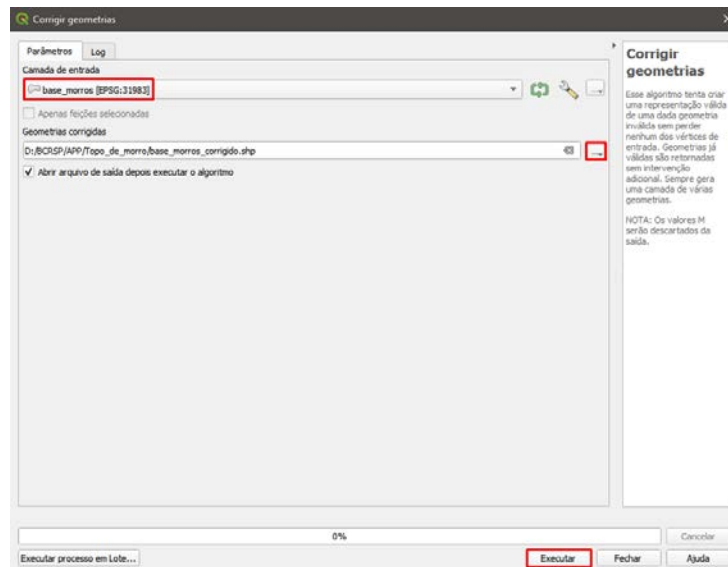 Corrigir geometrias
Parâmetros
Log
Camada de entrada
base_morros [EPSG:31983]
Apenas feições selecionadas
Geometrias corrigidas
D:/BCRSP/APP/Topo_de_morro/base_morros_corrigido.shp
Abrir arquivo de saída depois executar o algoritmo
Corrigir
geometrias
Esse algoritmo tenta criar
uma representação válida
de uma dada geometria
inválida sem perder
nenhum dos vértices de
entrada. Geometrias já
válidas são retornadas
sem intervenção
adicional. Sempre gera
uma camada de várias
geometrias.
NOTA: Os valores M
serão descartados da
saída.
0%
Cancelar
Executar processo em Lote...
Executar
Fechar
Ajuda